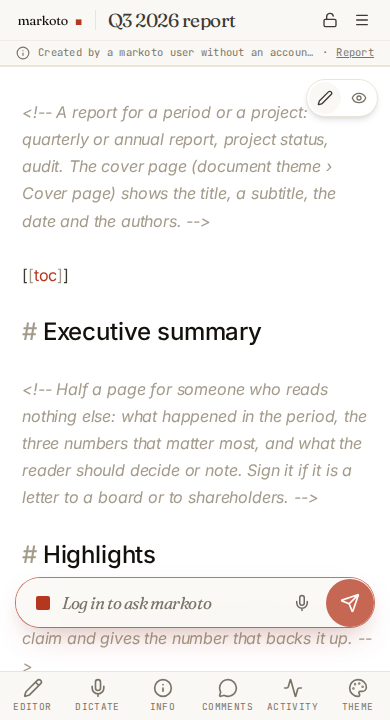 markoto
Q3 2026 report
Created by a markoto user without an accoun… · Report
<!-- A report for a period or a project:
quarterly or annual report, project status,
audit. The cover page (document theme ›
Cover page) shows the title, a subtitle, the
date and the authors. -->
[[toc]]
# Executive summary
<!-- Half a page for someone who reads
nothing else: what happened in the period, the
three numbers that matter most, and what the
reader should decide or note. Sign it if it is a
letter to a board or to shareholders. -->
# Highlights
Log in to ask markoto
claim and gives the number that backs it up. --
>
EDITOR
DICTATE
INFO
COMMENTS
ACTIVITY
THEME